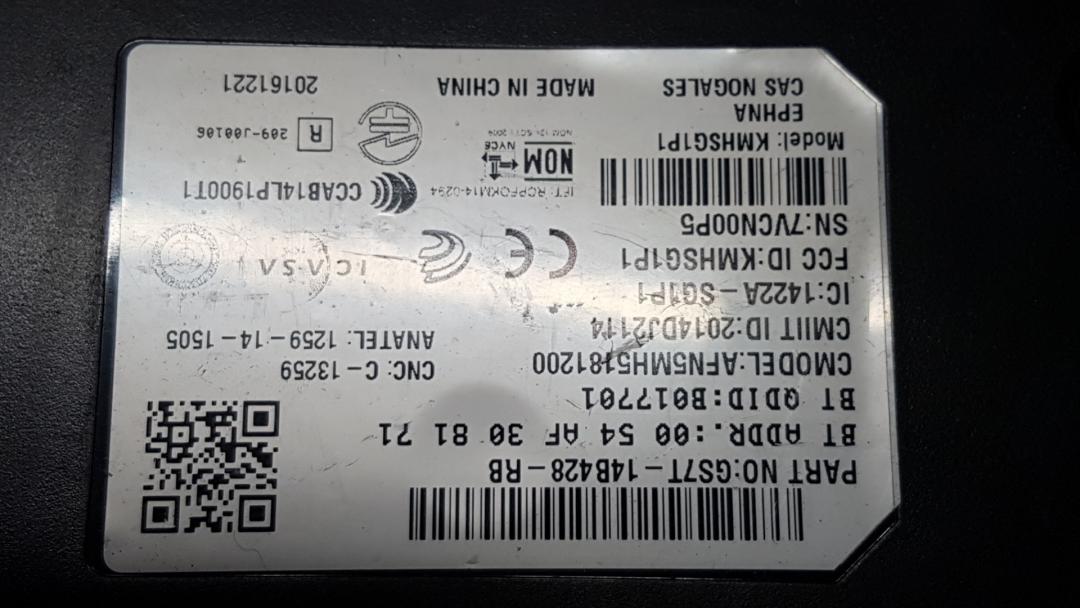 PART NO:GS7T-14B428-RB
BT ADDR.:00 54 AF 30 81 71
BT QDID:B017701
CMODEL:AFN5MH5181200
CMIIT ID:2014DJ2114
IC:1422A-SG1P1
FCC ID:KMHSG1P1
SN:7VCN00P5
Model: KMHSG1P1
EPHNA
CAS NOGALES
CNC: C-13259
ANATEL: 1259-14-1505
CE
I.C.A.S.A
IFT: RCPFOKM14-0294
CCAB14LP1900T1
NOM
NYCE
R 209-J00106
MADE IN CHINA
20161221